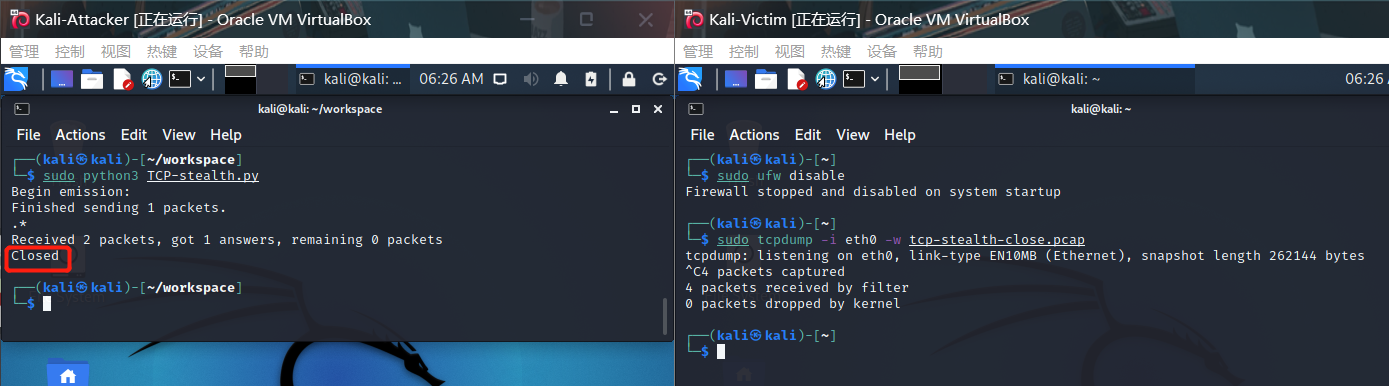 Kali-Attacker [正在运行] - Oracle VM VirtualBox
管理 控制 视图 热键 设备 帮助
kali@kali: ... 06:26 AM
kali@kali: ~/workspace
File Actions Edit View Help
┌──(kali㉿kali)-[~/workspace]
└─$ sudo python3 TCP-stealth.py
Begin emission:
Finished sending 1 packets.
.*
Received 2 packets, got 1 answers, remaining 0 packets
Closed
┌──(kali㉿kali)-[~/workspace]
└─$
Kali-Victim [正在运行] - Oracle VM VirtualBox
管理 控制 视图 热键 设备 帮助
kali@kali: ~ 06:26
kali@kali: ~
File Actions Edit View Help
┌──(kali㉿kali)-[~]
└─$ sudo ufw disable
Firewall stopped and disabled on system startup
┌──(kali㉿kali)-[~]
└─$ sudo tcpdump -i eth0 -w tcp-stealth-close.pcap
tcpdump: listening on eth0, link-type EN10MB (Ethernet), snapshot length 262144 bytes
^C4 packets captured
4 packets received by filter
0 packets dropped by kernel
┌──(kali㉿kali)-[~]
└─$